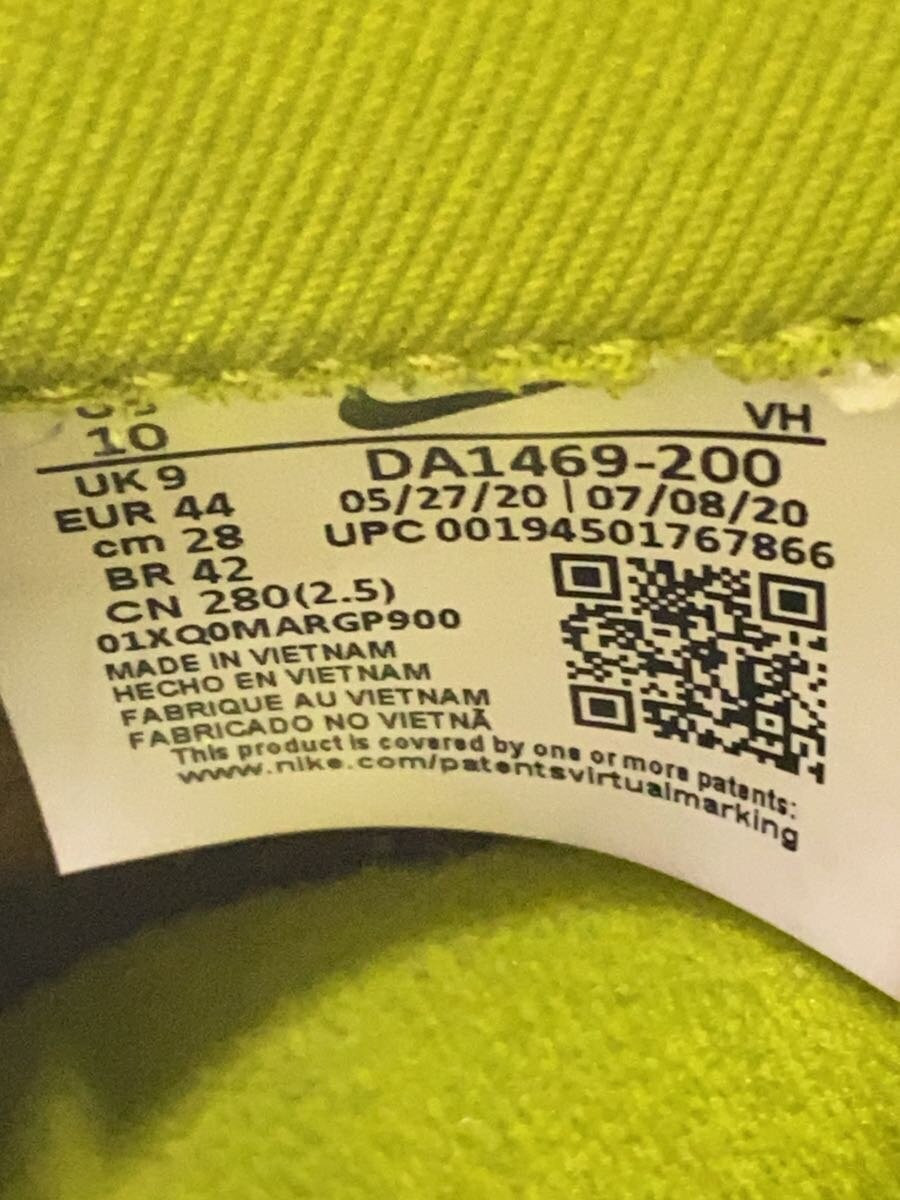 10
VH
UK 9
EUR 44
cm 28
BR 42
CN 280(2.5)
DA1469-200
05/27/20 | 07/08/20
UPC 00194501767866
01XQ0MARGP900
MADE IN VIETNAM
HECHO EN VIETNAM
FABRIQUE AU VIETNAM
FABRICADO NO VIETNÃ
This product is covered by one or more patents:
www.nike.com/patentsvirtualmarking